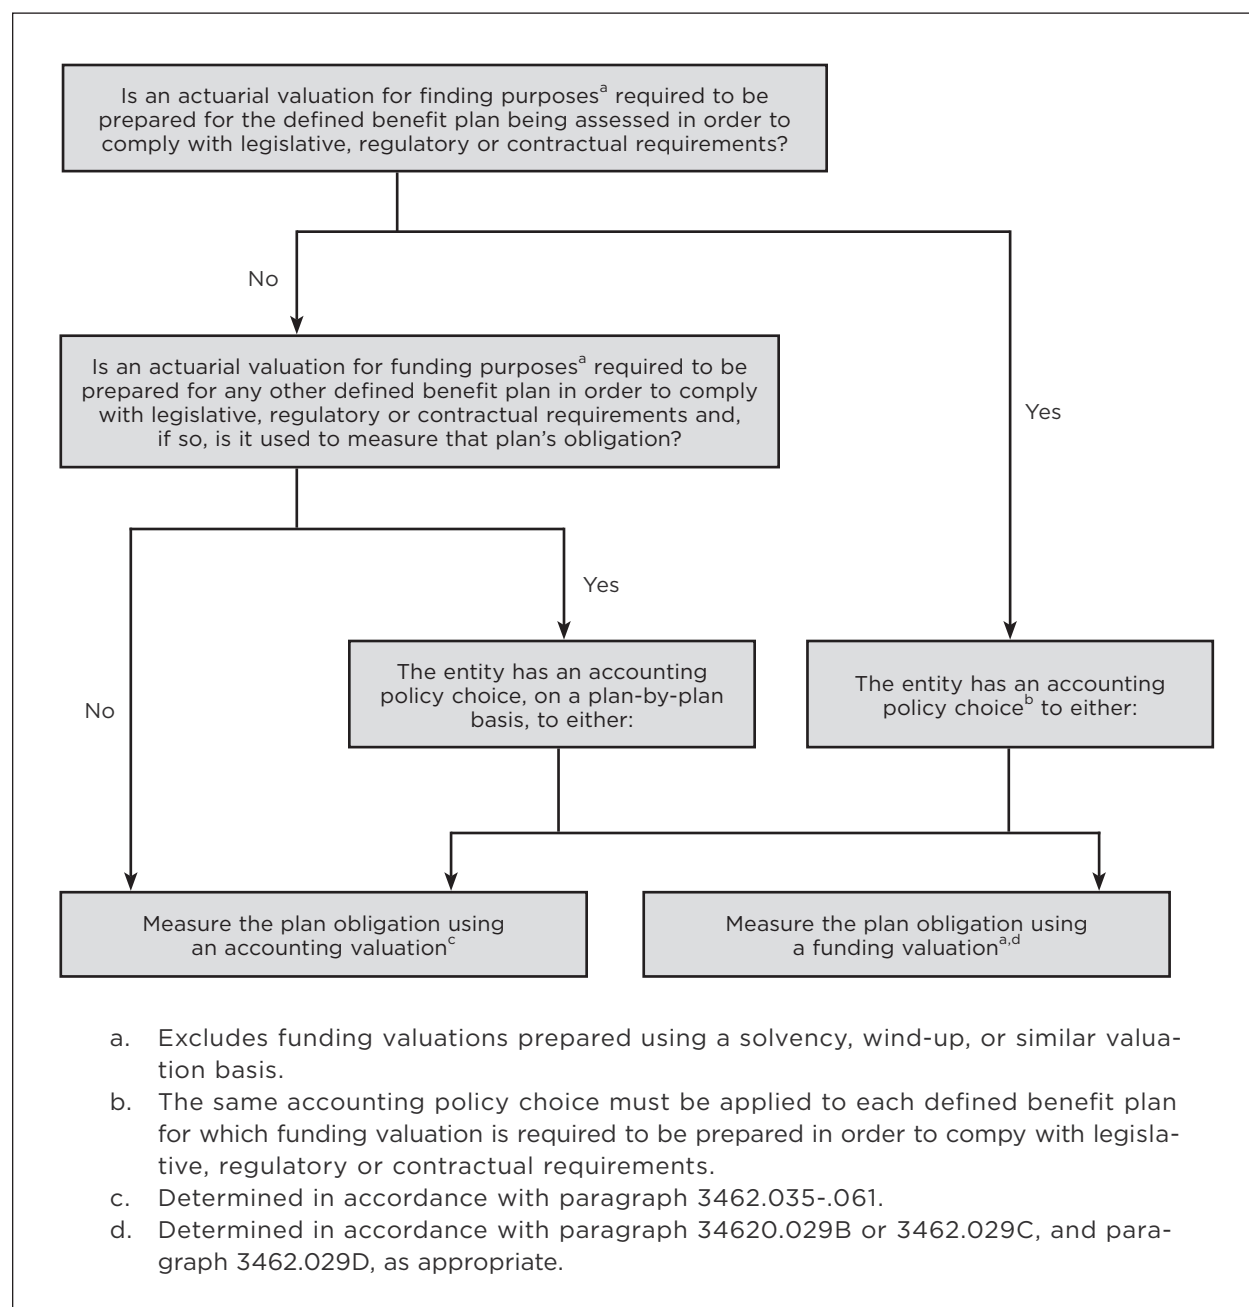 Is an actuarial valuation for finding purposesa required to be
prepared for the defined benefit plan being assessed in order to
comply with legislative, regulatory or contractual requirements?
No
Is an actuarial valuation for funding purposesa required to be
prepared for any other defined benefit plan in order to comply
with legislative, regulatory or contractual requirements and,
if so, is it used to measure that plan's obligation?
Yes
Yes
The entity has an accounting
policy choice, on a plan-by-plan
basis, to either:
The entity has an accounting
policy choiceb to either:
No
Measure the plan obligation using
an accounting valuationc
Measure the plan obligation using
a funding valuationa,d
a. Excludes funding valuations prepared using a solvency, wind-up, or similar valua-
tion basis.
b. The same accounting policy choice must be applied to each defined benefit plan
for which funding valuation is required to be prepared in order to compy with legisla-
tive, regulatory or contractual requirements.
c. Determined in accordance with paragraph 3462.035-.061.
d. Determined in accordance with paragraph 34620.029B or 3462.029C, and para-
graph 3462.029D, as appropriate.